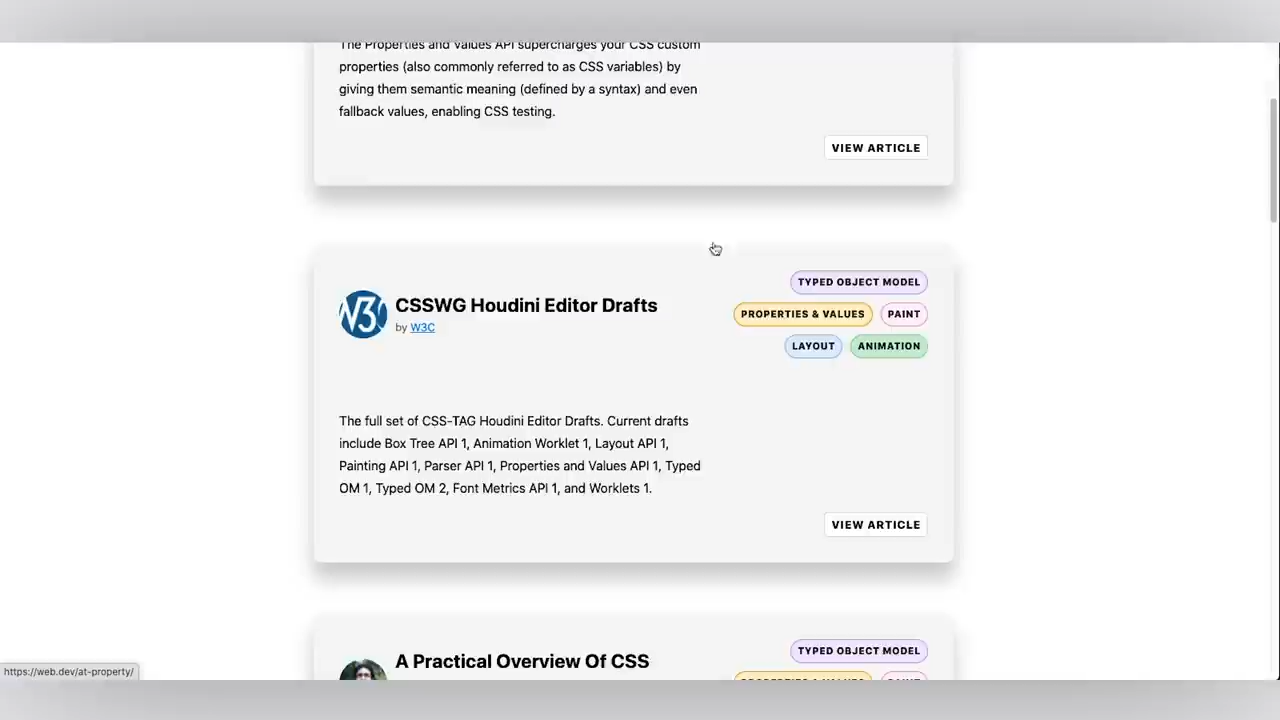 The Properties and Values API supercharges your CSS custom
properties (also commonly referred to as CSS variables) by
giving them semantic meaning (defined by a syntax) and even
fallback values, enabling CSS testing.
VIEW ARTICLE
TYPED OBJECT MODEL
CSSWG Houdini Editor Drafts
PROPERTIES & VALUES PAINT
by W3C
LAYOUT ANIMATION
The full set of CSS-TAG Houdini Editor Drafts. Current drafts
include Box Tree API 1, Animation Worklet 1, Layout API 1,
Painting API 1, Parser API 1, Properties and Values API 1, Typed
OM 1, Typed OM 2, Font Metrics API 1, and Worklets 1.
VIEW ARTICLE
TYPED OBJECT MODEL
A Practical Overview Of CSS
https://web.dev/at-property/